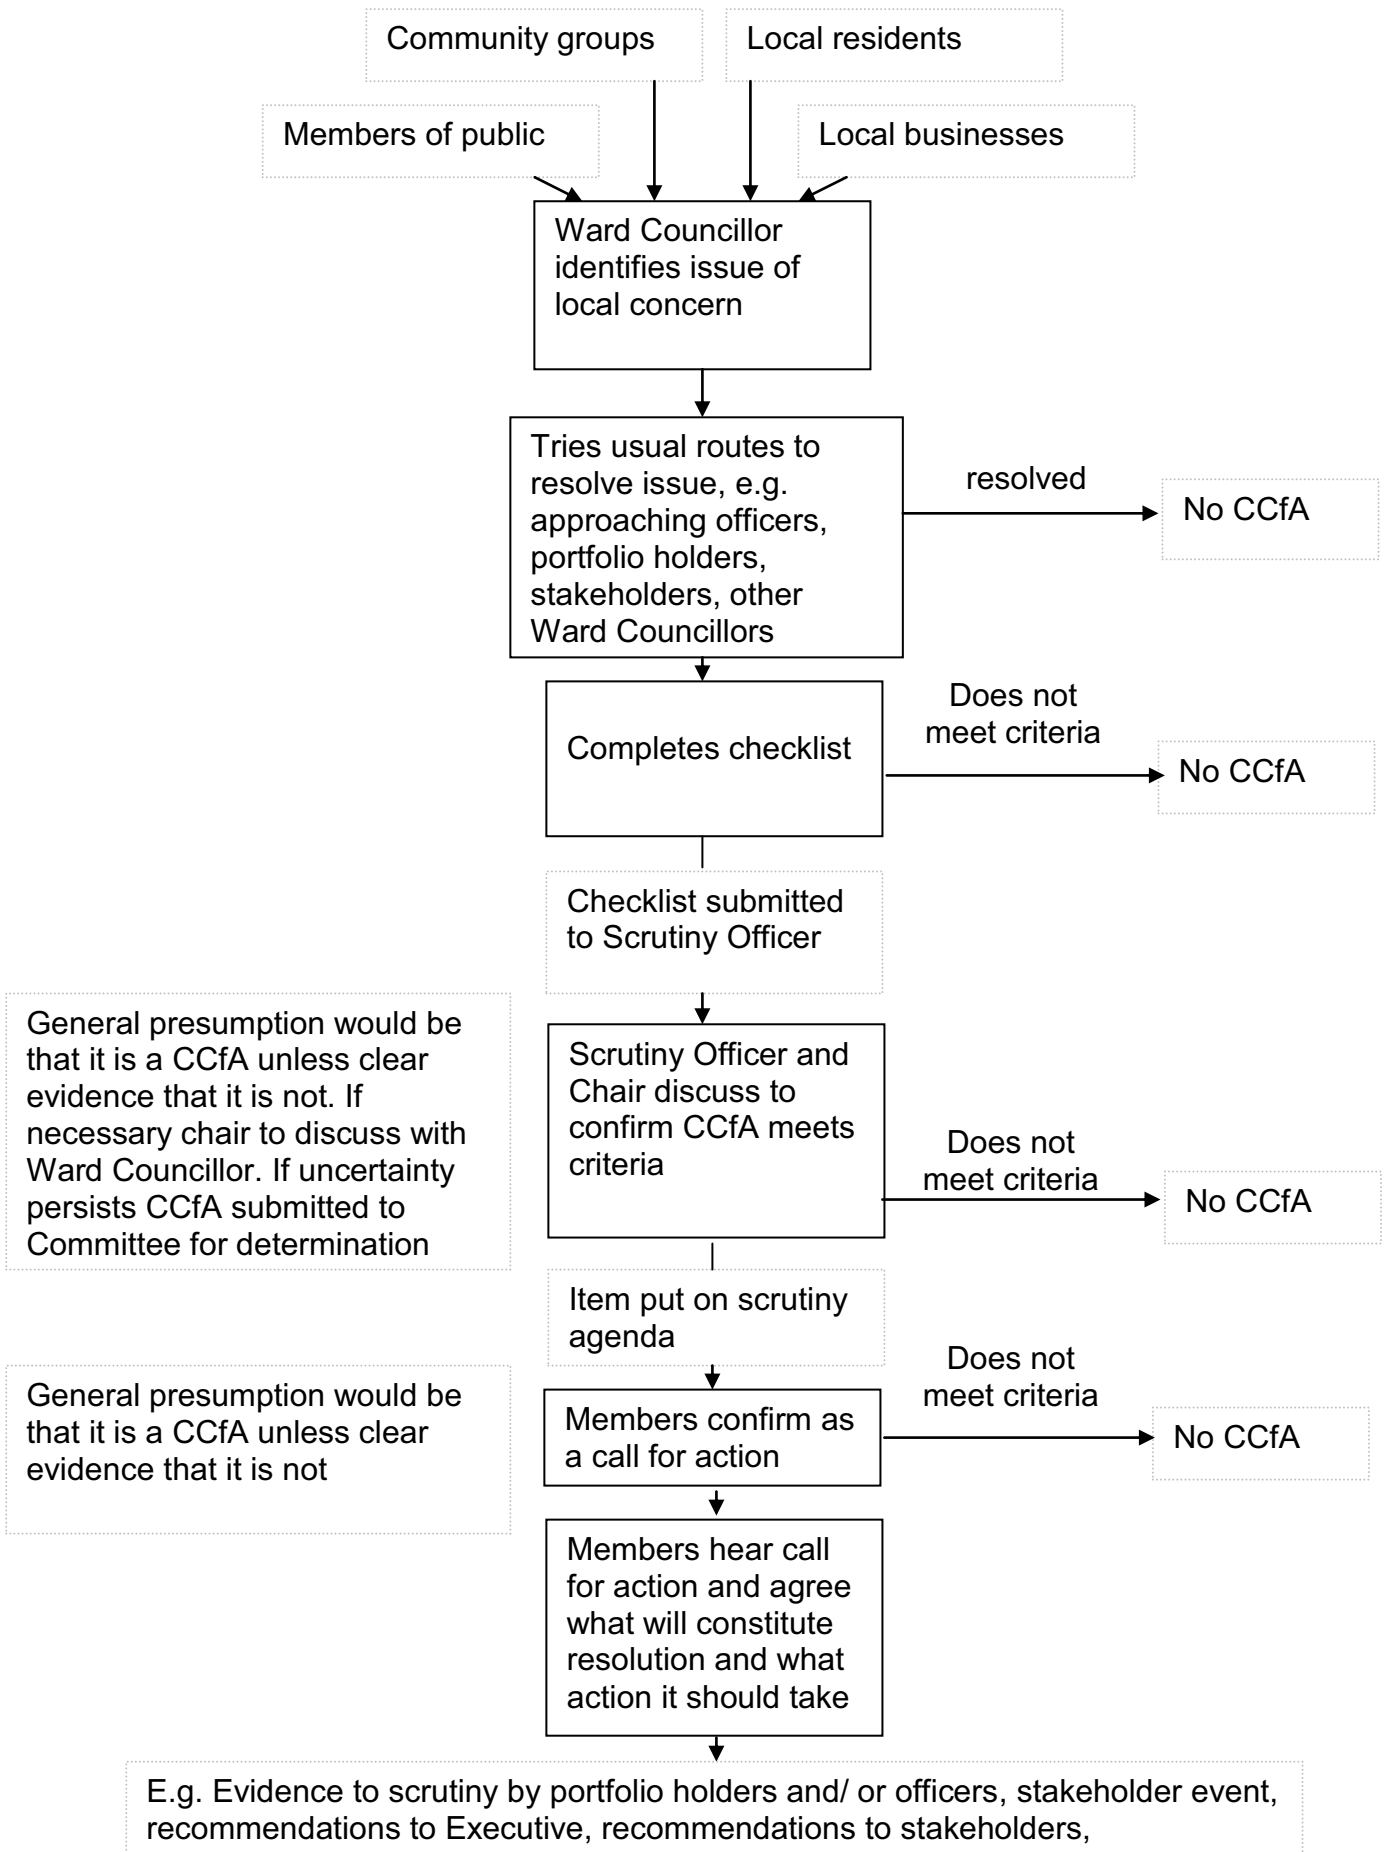 Community groups
Local residents
Members of public
Local businesses
Ward Councillor
identifies issue of
local concern
Tries usual routes to
resolve issue, e.g.
approaching officers,
portfolio holders,
stakeholders, other
Ward Councillors
resolved
No CCfA
Completes checklist
Does not
meet criteria
No CCfA
Checklist submitted
to Scrutiny Officer
General presumption would be
that it is a CCfA unless clear
evidence that it is not. If
necessary chair to discuss with
Ward Councillor. If uncertainty
persists CCfA submitted to
Committee for determination
Scrutiny Officer and
Chair discuss to
confirm CCfA meets
criteria
Does not
meet criteria
No CCfA
Item put on scrutiny
agenda
General presumption would be
that it is a CCfA unless clear
evidence that it is not
Members confirm as
a call for action
Does not
meet criteria
No CCfA
Members hear call
for action and agree
what will constitute
resolution and what
action it should take
E.g. Evidence to scrutiny by portfolio holders and/ or officers, stakeholder event,
recommendations to Executive, recommendations to stakeholders,